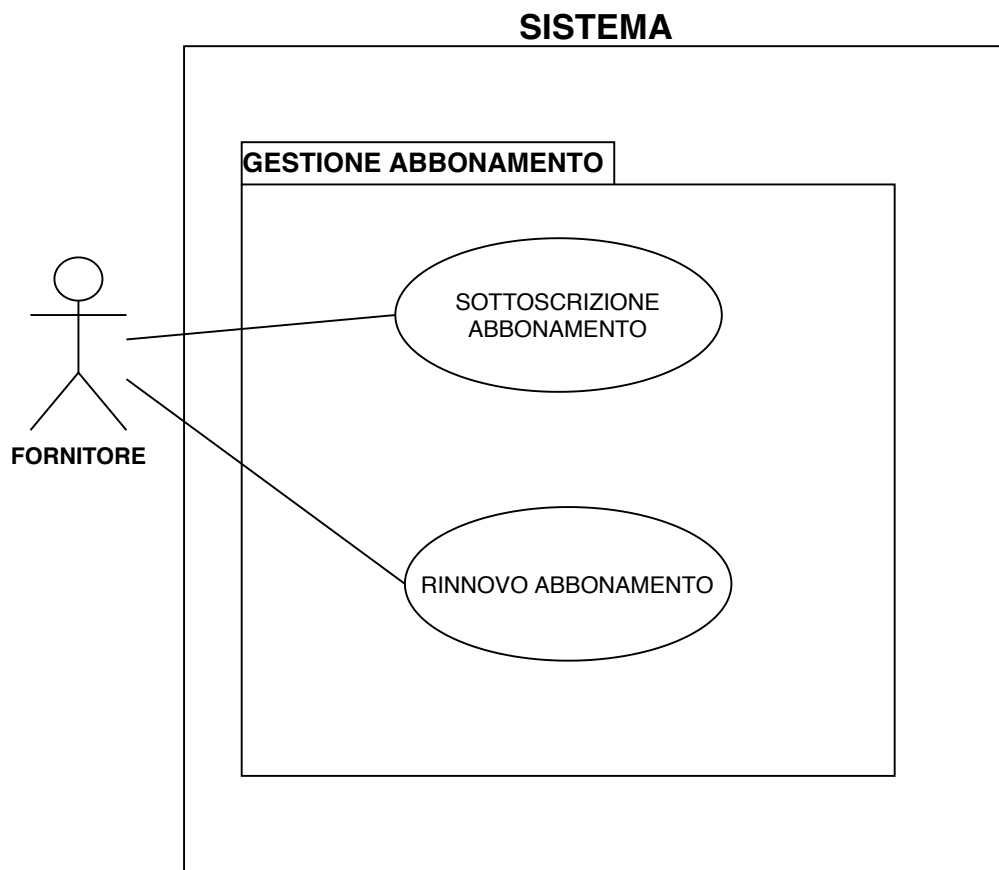 SISTEMA
GESTIONE ABBONAMENTO
SOTTOSCRIZIONE
ABBONAMENTO
FORNITORE
RINNOVO ABBONAMENTO